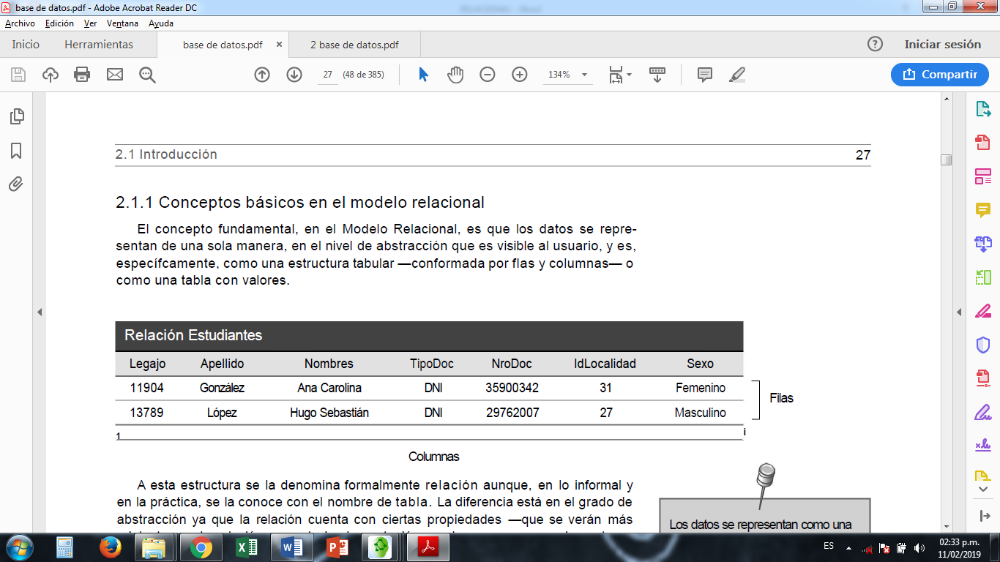 base de datos.pdf - Adobe Acrobat Reader DC
Archivo Edición Ver Ventana Ayuda
Inicio Herramientas base de datos.pdf × 2 base de datos.pdf Iniciar sesión
27 (48 de 385) 134% Compartir
2.1 Introducción 27
2.1.1 Conceptos básicos en el modelo relacional
El concepto fundamental, en el Modelo Relacional, es que los datos se repre-
sentan de una sola manera, en el nivel de abstracción que es visible al usuario, y es,
específcamente, como una estructura tabular —conformada por flas y columnas— o
como una tabla con valores.
Relación Estudiantes
Legajo Apellido Nombres TipoDoc NroDoc IdLocalidad Sexo
11904 González Ana Carolina DNI 35900342 31 Femenino
13789 López Hugo Sebastián DNI 29762007 27 Masculino
Filas
1 i
Columnas
A esta estructura se la denomina formalmente relación aunque, en lo informal y
en la práctica, se la conoce con el nombre de tabla. La diferencia está en el grado de
abstracción ya que la relación cuenta con ciertas propiedades —que se verán más
Los datos se representan como una
ES 02:33 p.m.
11/02/2019